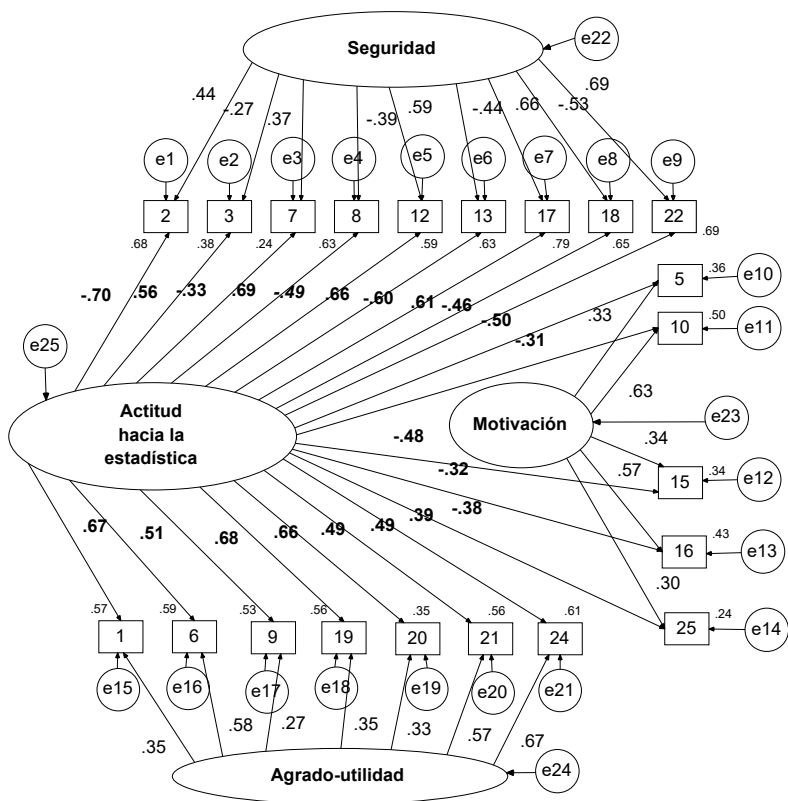 Seguridad
e22
.44
-.27
.37
-.39
.59
-.44
.66
-.53
.69
e1
e2
e3
e4
e5
e6
e7
e8
e9
2
3
7
8
12
13
17
18
22
.68
.38
.24
.63
.59
.63
.79
.65
.69
-.70
.56
-.33
.69
-.49
.66
-.60
.61
-.46
-.50
-.31
5
.36
e10
10
.50
e11
.33
.63
e25
Actitud
hacia la
estadística
Motivación
e23
-.48
-.32
-.38
.39
.34
.57
.30
15
.34
e12
16
.43
e13
25
.24
e14
.67
.51
.68
.66
.49
.49
.57
.59
.53
.56
.35
.56
.61
1
6
9
19
20
21
24
e15
e16
e17
e18
e19
e20
e21
.35
.58
.27
.35
.33
.57
.67
Agrado-utilidad
e24